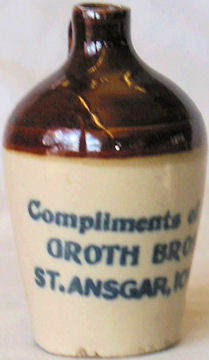 Compliments of
GROTH BRO
ST. ANSGAR, IO